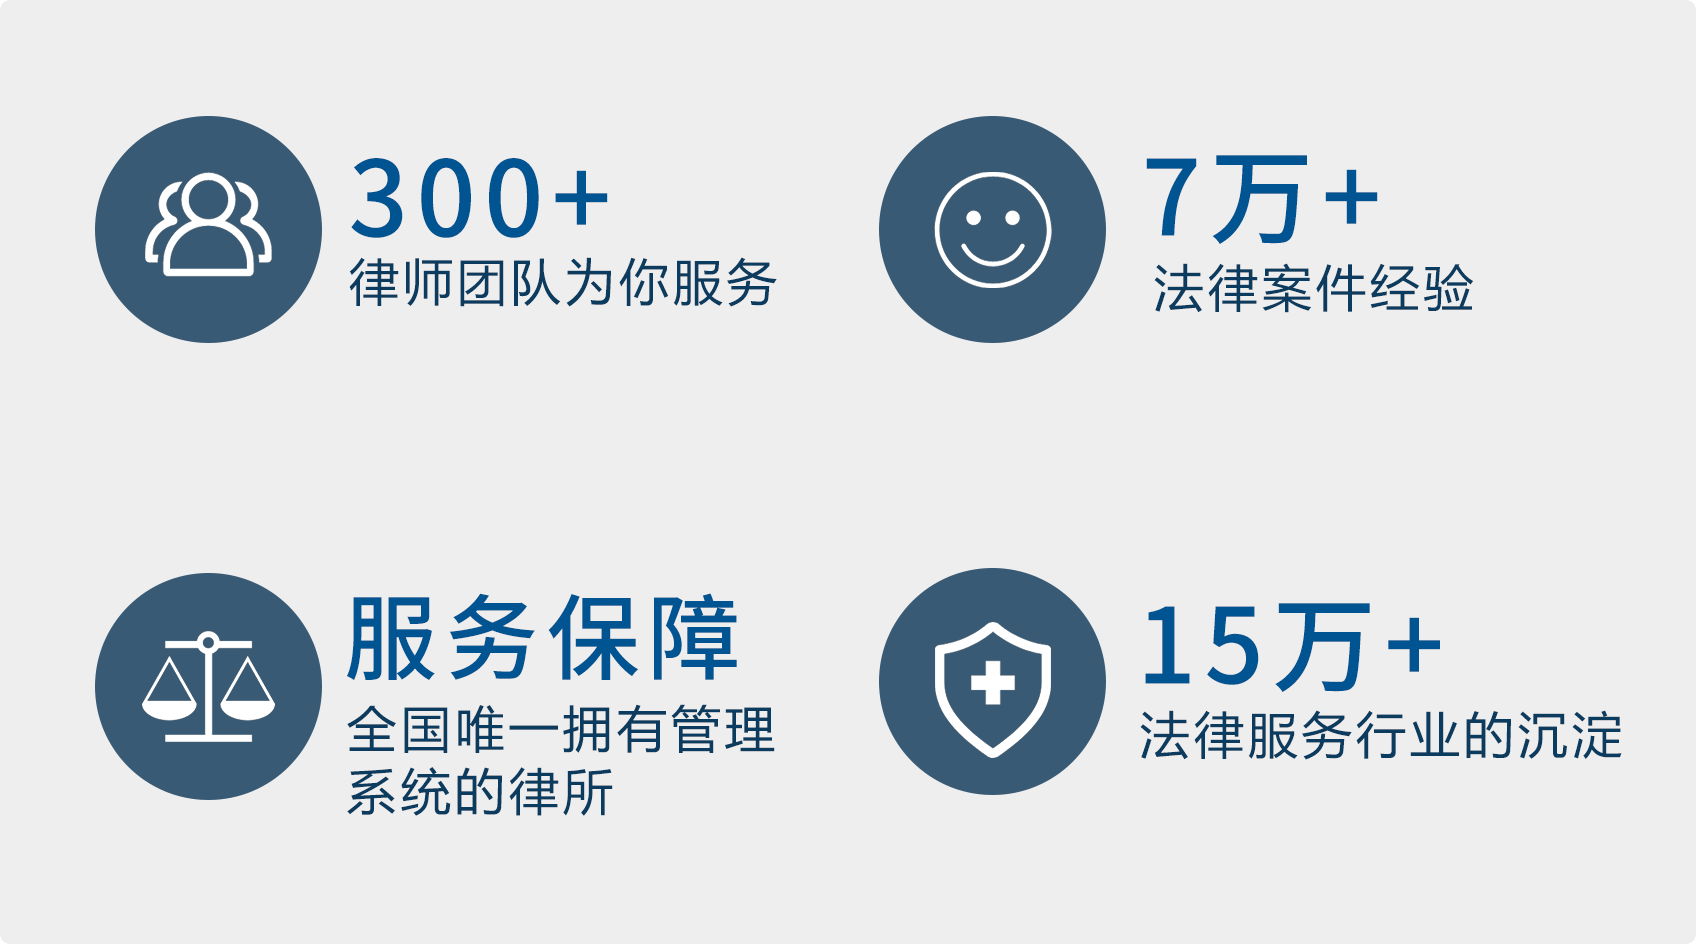 300+
律师团队为你服务
7万+
法律案件经验
服务保障
全国唯一拥有管理
系统的律所
15万+
法律服务行业的沉淀